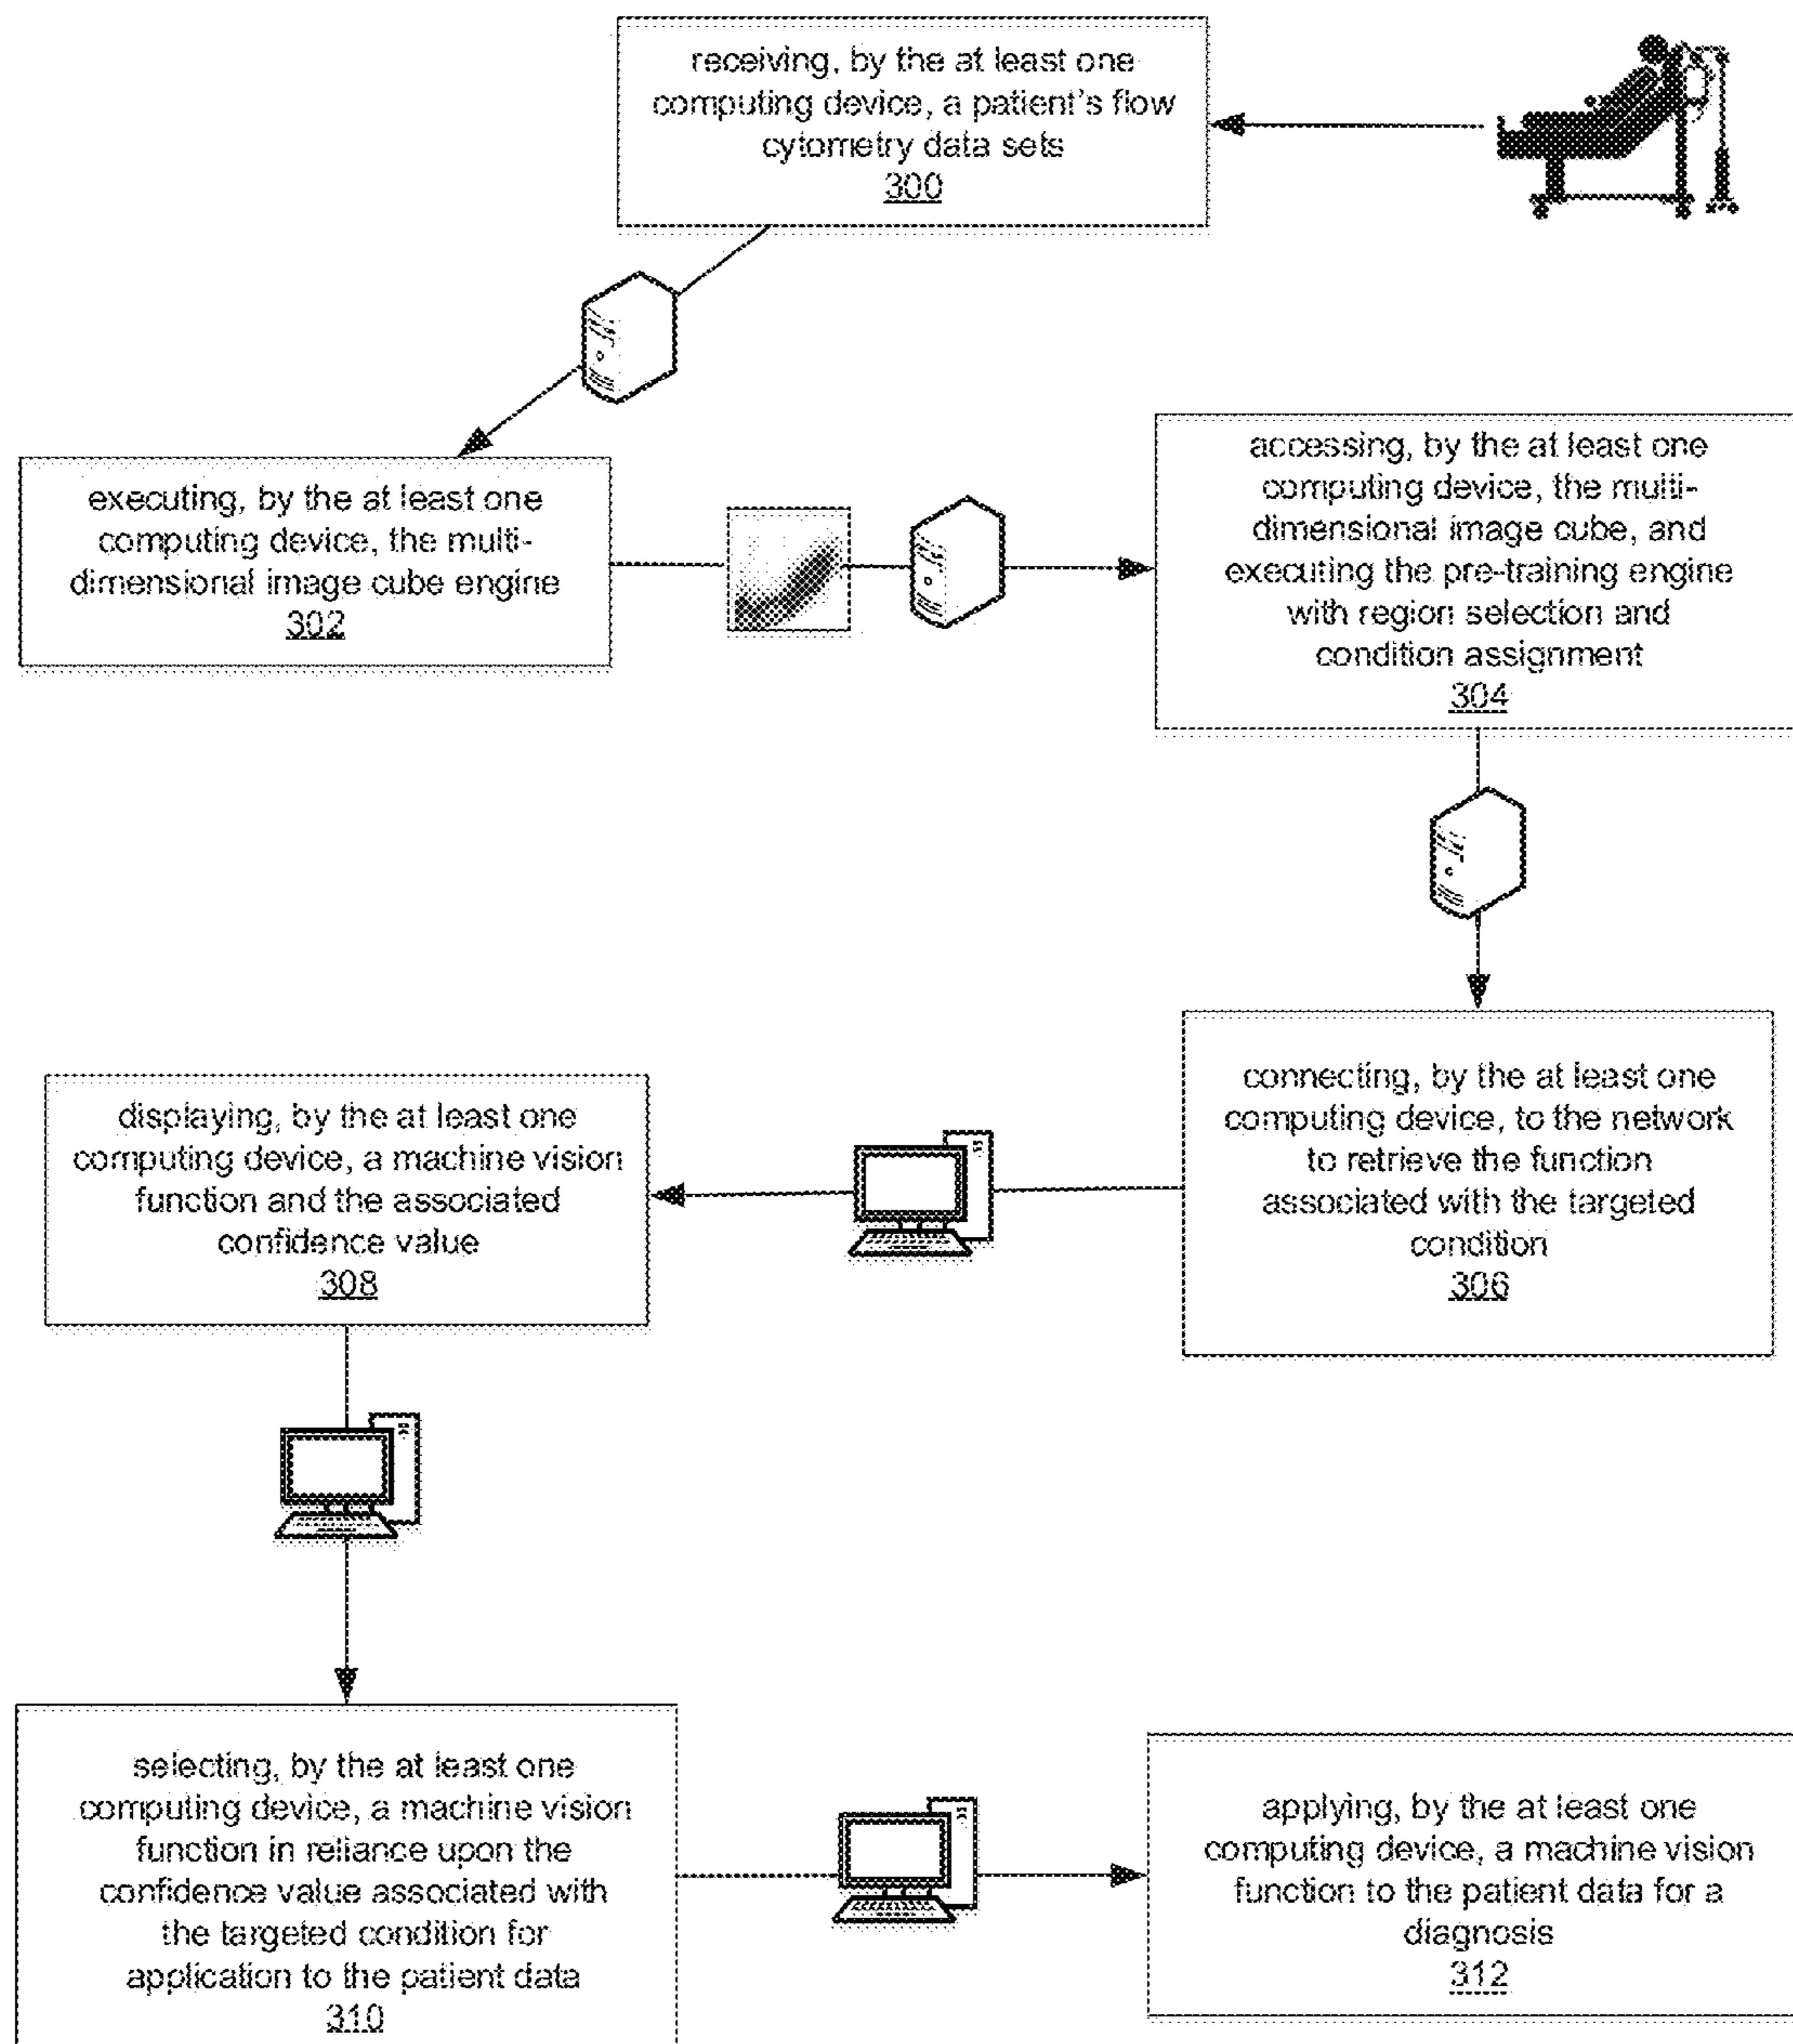 receiving, by the at least one
computing device, a patient's flow
cytometry data sets
300
executing, by the at least one
computing device, the multi-
dimensional image cube engine
302
accessing, by the at least one
computing device, the multi-
dimensional image cube, and
executing the pre-training engine
with region selection and
condition assignment
304
connecting, by the at least one
computing device, to the network
to retrieve the function
associated with the targeted
condition
306
displaying, by the at least one
computing device, a machine vision
function and the associated
confidence value
308
selecting, by the at least one
computing device, a machine vision
function in reliance upon the
confidence value associated with
the targeted condition for
application to the patient data
310
applying, by the at least one
computing device, a machine vision
function to the patient data for a
diagnosis
312